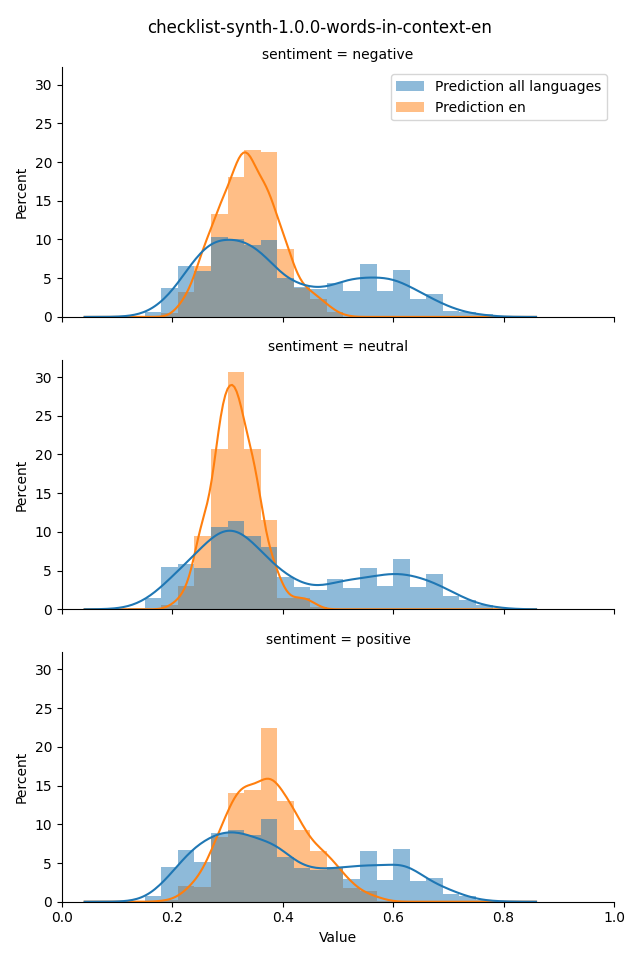 checklist-synth-1.0.0-words-in-context-en
sentiment = negative
Prediction all languages
Prediction en
30
25
20
15
10
5
0
Percent
sentiment = neutral
30
25
20
15
10
5
0
Percent
sentiment = positive
30
25
20
15
10
5
0
Percent
0.0 0.2 0.4 0.6 0.8 1.0
Value